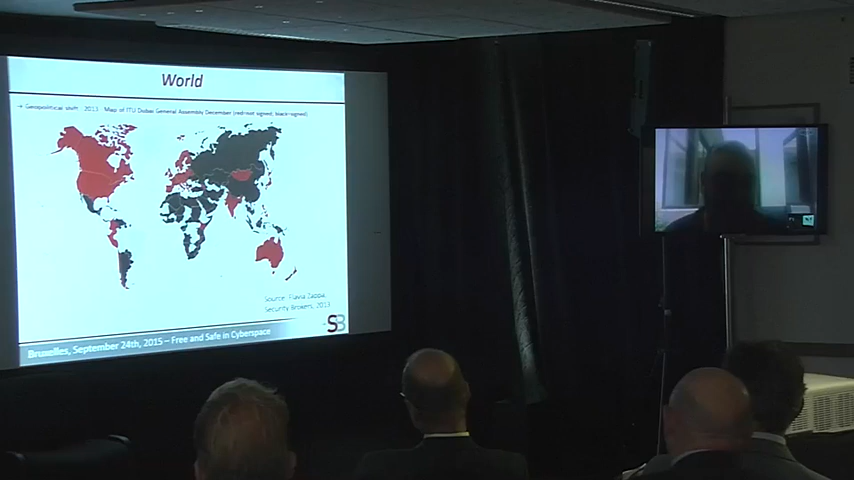 World
→ Geopolitical shift : 2013 - Map of ITU Dubai General Assembly December (red=not signed; black=signed)
Source: Flavia Zappa,
Security Brokers, 2013
SB
Bruxelles, September 24th, 2015 – Free and Safe in Cyberspace